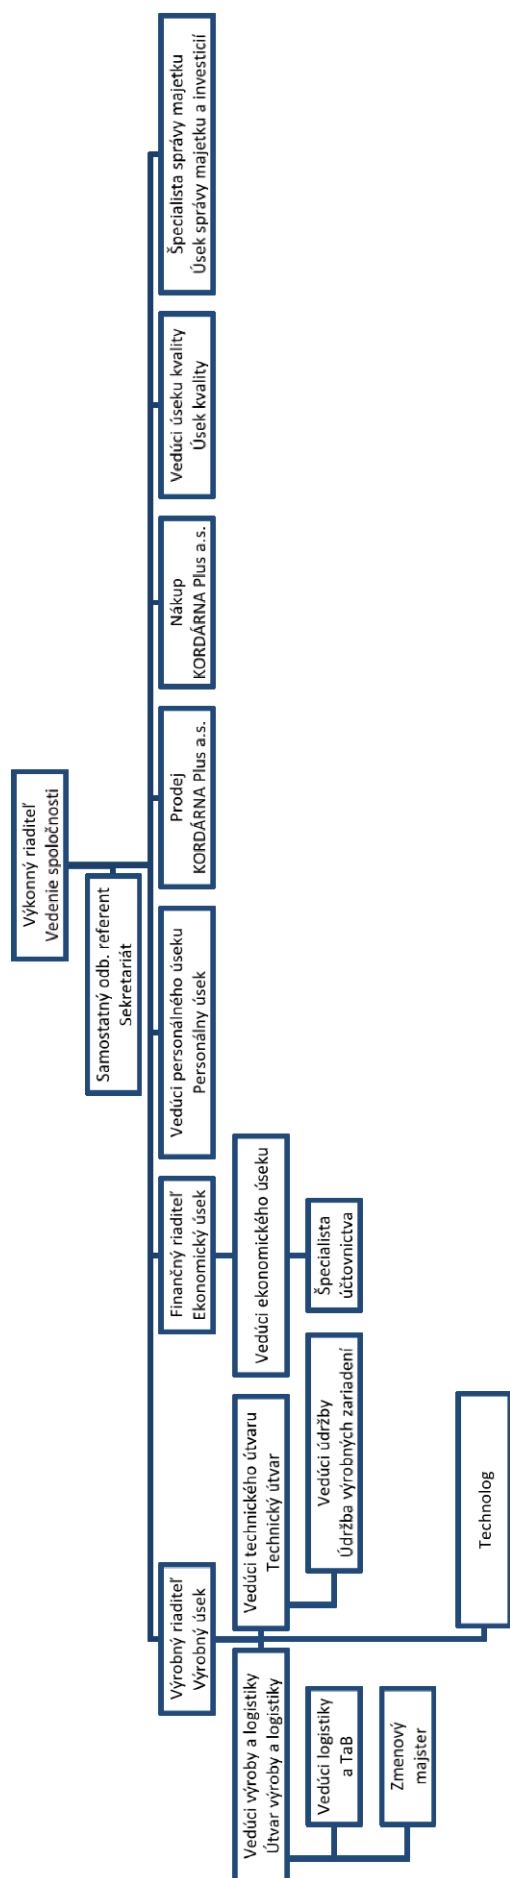 Výkonný riaditeľ
Vedenie spoločnosti
Samostatný odb. referent
Sekretariát
Výrobný riaditeľ
Výrobný úsek
Finančný riaditeľ
Ekonomický úsek
Vedúci personálneho úseku
Personálny úsek
Prodej
KORDÁRNA Plus a.s.
Nákup
KORDÁRNA Plus a.s.
Vedúci úseku kvality
Úsek kvality
Špecialista správy majetku
Úsek správy majetku a investicií
Vedúci výroby a logistiky
Útvar výroby a logistiky
Vedúci technického útvaru
Technický útvar
Vedúci ekonomického úseku
Vedúci logistiky
a TaB
Vedúci údržby
Údržba výrobných zariadení
Špecialista
účtovnictva
Zmenový
majster
Technolog